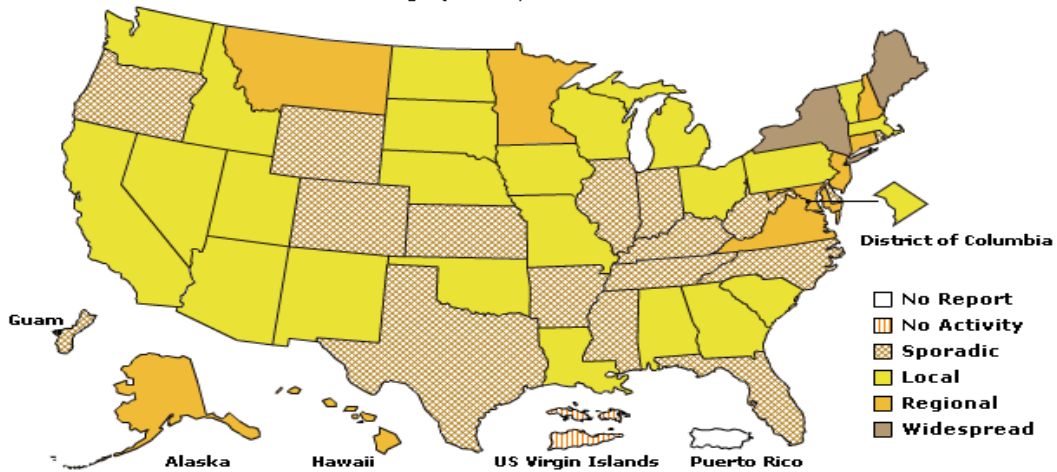 District of Columbia
Guam
No Report
No Activity
Sporadic
Local
Regional
Widespread
Alaska
Hawaii
US Virgin Islands
Puerto Rico